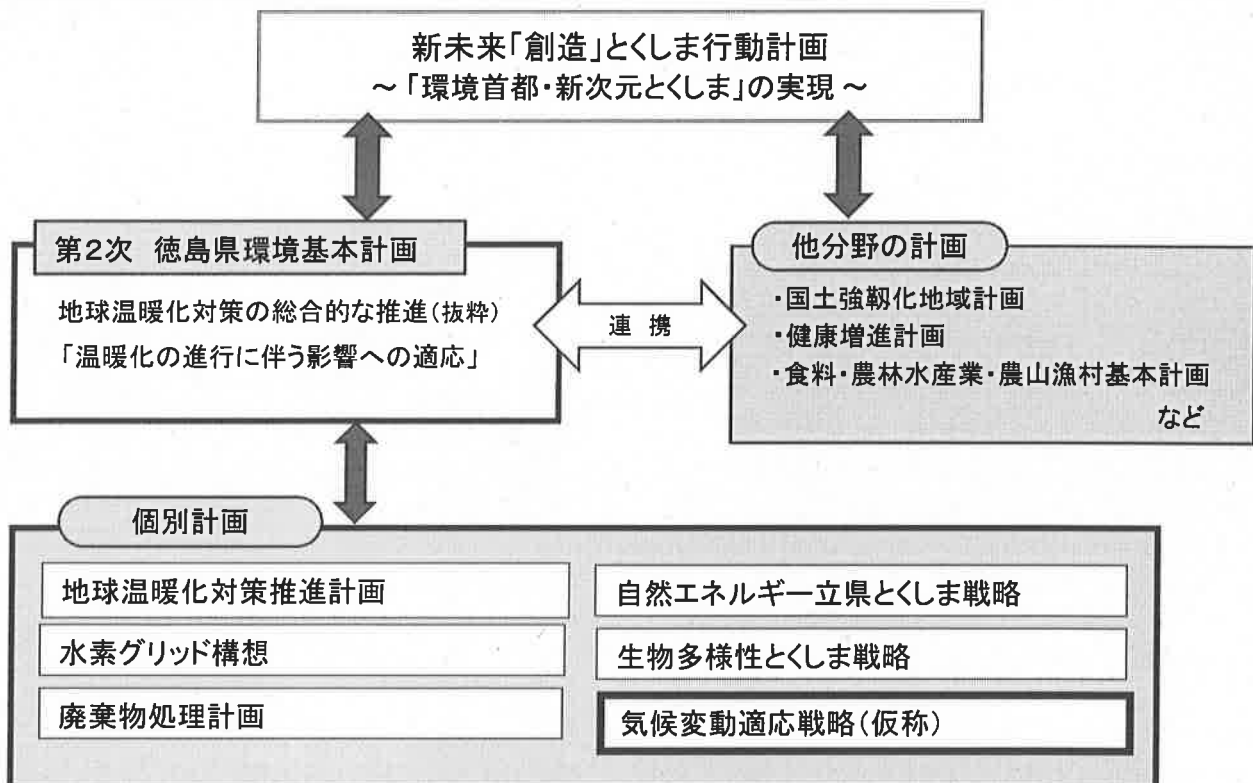 新未来「創造」とくしま行動計画
～「環境首都・新次元とくしま」の実現～
第2次 徳島県環境基本計画
地球温暖化対策の総合的な推進(抜粋)
「温暖化の進行に伴う影響への適応」
連携
他分野の計画
・国土強靱化地域計画
・健康増進計画
・食料・農林水産業・農山漁村基本計画
など
個別計画
地球温暖化対策推進計画
水素グリッド構想
廃棄物処理計画
自然エネルギー立県とくしま戦略
生物多様性とくしま戦略
気候変動適応戦略(仮称)